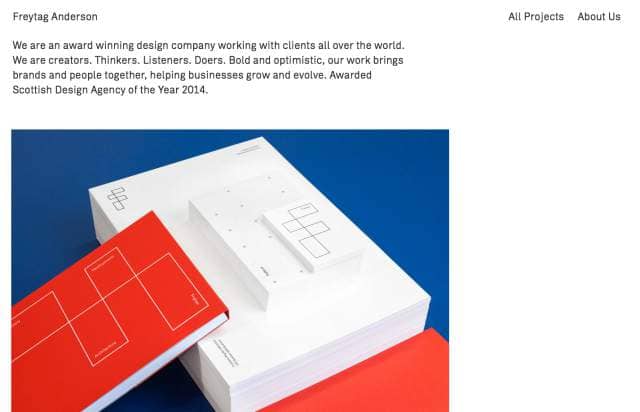 Freytag Anderson
All Projects
About Us
We are an award winning design company working with clients all over the world.
We are creators. Thinkers. Listeners. Doers. Bold and optimistic, our work brings
brands and people together, helping businesses grow and evolve. Awarded
Scottish Design Agency of the Year 2014.
Architecture